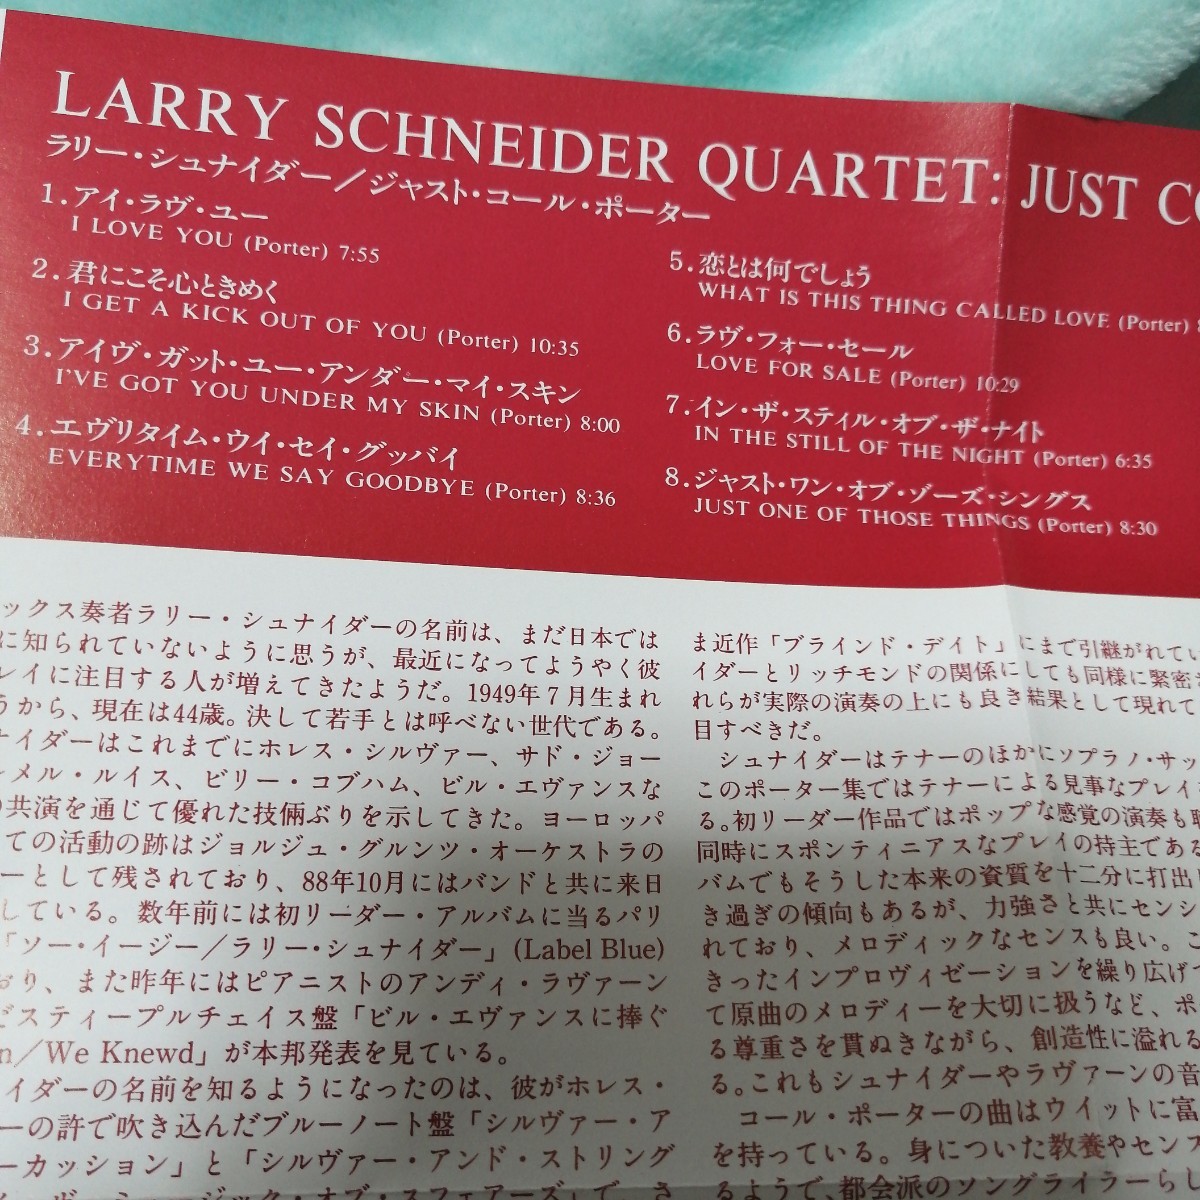 LARRY SCHNEIDER QUARTET: JUST CO
ラリー・シュナイダー／ジャスト・コール・ポーター
1.アイ・ラヴ・ユー
I LOVE YOU (Porter) 7:55
2.君にこそ心ときめく
I GET A KICK OUT OF YOU (Porter) 10:35
3.アイヴ・ガット・ユー・アンダー・マイ・スキン
I'VE GOT YOU UNDER MY SKIN (Porter) 8:00
4.エヴリタイム・ウイ・セイ・グッバイ
EVERYTIME WE SAY GOODBYE (Porter) 8:36
5.恋とは何でしょう
WHAT IS THIS THING CALLED LOVE (Porter)
6.ラヴ・フォー・セール
LOVE FOR SALE (Porter) 10:29
7.イン・ザ・スティル・オブ・ザ・ナイト
IN THE STILL OF THE NIGHT (Porter) 6:35
8.ジャスト・ワン・オブ・ゾーズ・シングス
JUST ONE OF THOSE THINGS (Porter) 8:30
ックス奏者ラリー・シュナイダーの名前は、まだ日本では
に知られていないように思うが、最近になってようやく彼
レイに注目する人が増えてきたようだ。1949年7月生まれ
うから、現在は44歳。決して若手とは呼べない世代である。
ナイダーはこれまでにホレス・シルヴァー、サド・ジョー
メル・ルイス、ビリー・コブハム、ビル・エヴァンスな
の共演を通じて優れた技倆ぶりを示してきた。ヨーロッパ
ての活動の跡はジョルジュ・グルンツ・オーケストラの
ーとして残されており、88年10月にはバンドと共に来日
している。数年前には初リーダー・アルバムに当るパリ
「ソー・イージー／ラリー・シュナイダー」(Label Blue)
おり、また昨年にはピアニストのアンディ・ラヴァーン
だスティープルチェイス盤「ビル・エヴァンスに捧ぐ
n／We Knewd」が本邦発表を見ている。
イダーの名前を知るようになったのは、彼がホレス・
ーの許で吹き込んだブルーノート盤「シルヴァー・ア
ーカッション」と「シルヴァー・アンド・ストリング
ジック・オブ・スフェアーズ」で、さ
ま近作「ブラインド・デイト」にまで引継がれてい
イダーとリッチモンドの関係にしても同様に緊密
れらが実際の演奏の上にも良き結果として現れて
目すべきだ。
シュナイダーはテナーのほかにソプラノ・サッ
このポーター集ではテナーによる見事なプレイ
る。初リーダー作品ではポップな感覚の演奏も
同時にスポンティニアスなプレイの持主である
バムでもそうした本来の資質を十二分に打出し
き過ぎの傾向もあるが、力強さと共にセンシ
れており、メロディックなセンスも良い。こ
きったインプロヴィゼーションを繰り広げて
て原曲のメロディーを大切に扱うなど、ポ
る尊重さを貫ぬきながら、創造性に溢れる
る。これもシュナイダーやラヴァーンの音
コール・ポーターの曲はウイットに富
を持っている。身についた教養やセンス
るようで、都会派のソングライターらし